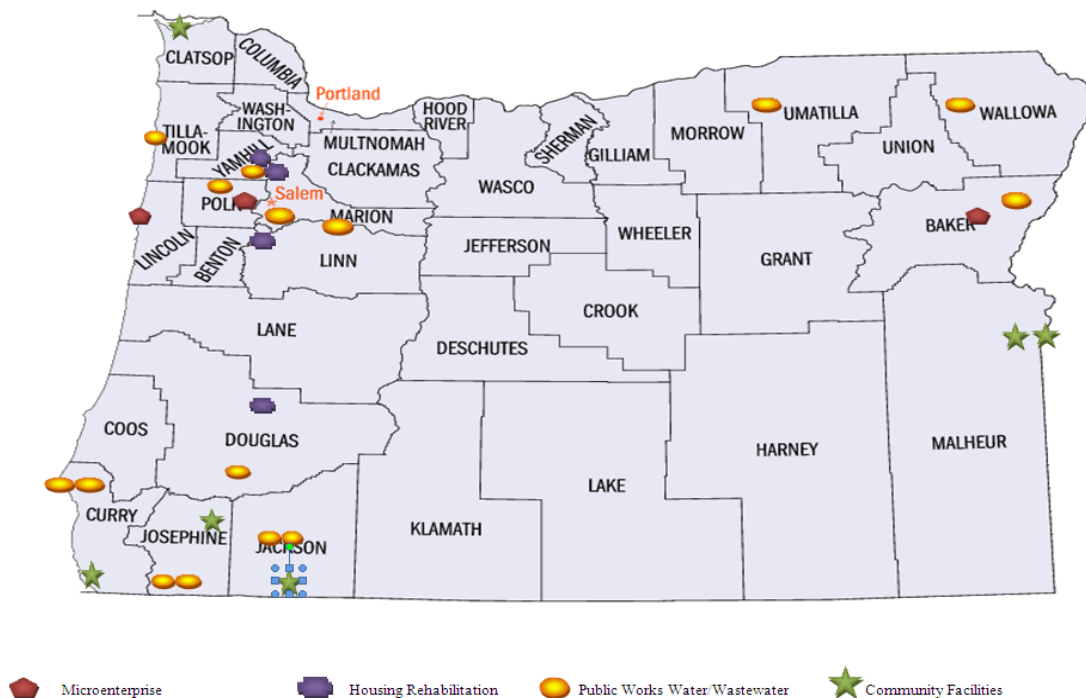 CLATSOP
COLUMBIA
Portland
TILLA-
MOOK
WASH-
INGTON
HOOD
RIVER
MULTNOMAH
CLACKAMAS
YAMHILL
SHERMAN
GILLIAM
MORROW
UMATILLA
WALLOWA
UNION
WASCO
POLK
Salem
MARION
LINCOLN
BENTON
LINN
JEFFERSON
WHEELER
GRANT
BAKER
LANE
CROOK
DESCHUTES
COOS
DOUGLAS
HARNEY
MALHEUR
LAKE
KLAMATH
CURRY
JOSEPHINE
JACKSON
Microenterprise
Housing Rehabilitation
Public Works Water/Wastewater
Community Facilities